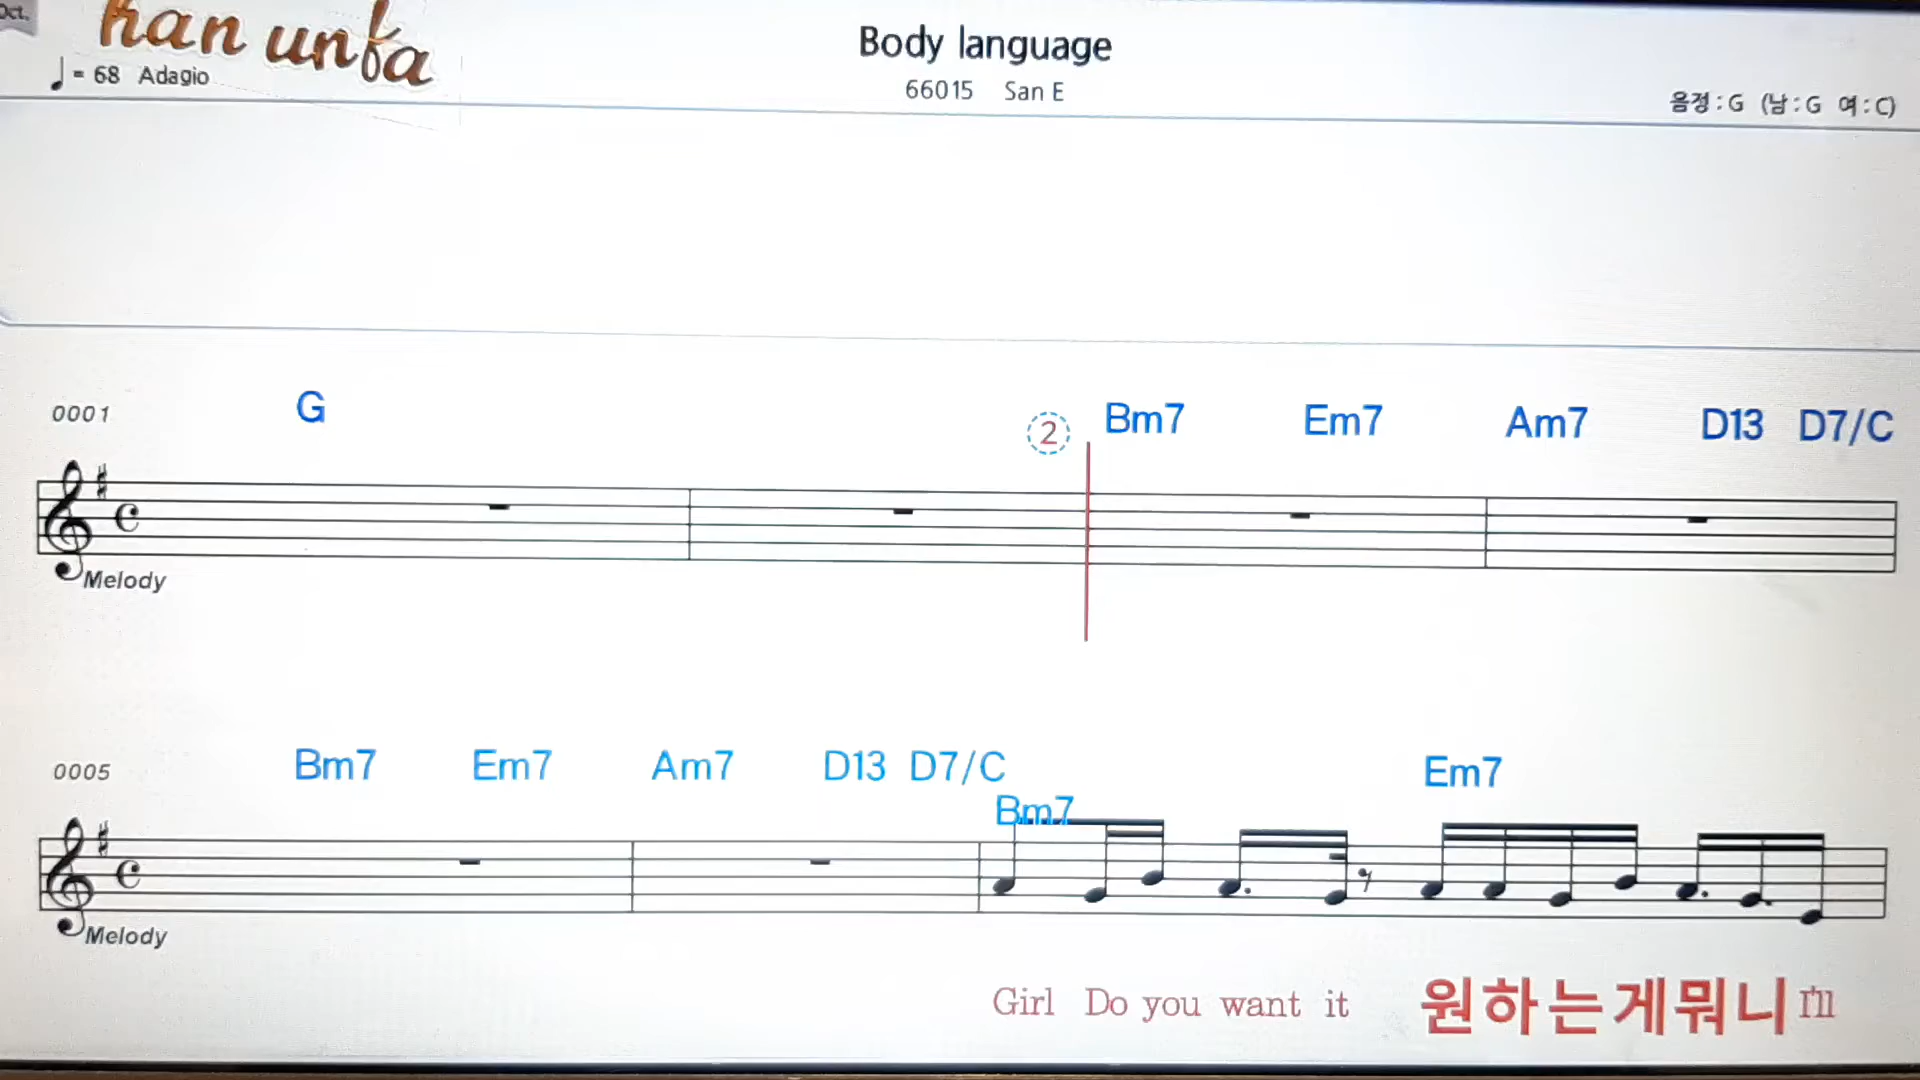 Oct.
han unfa
♩ = 68 Adagio
Body language
66015 San E
음정 : G (남 : G 여 : C)
0001 G ② Bm7 Em7 Am7 D13 D7/C
Melody
0005 Bm7 Em7 Am7 D13 D7/C Bm7 Em7
Melody
Girl Do you want it 원하는게뭐니 I'll